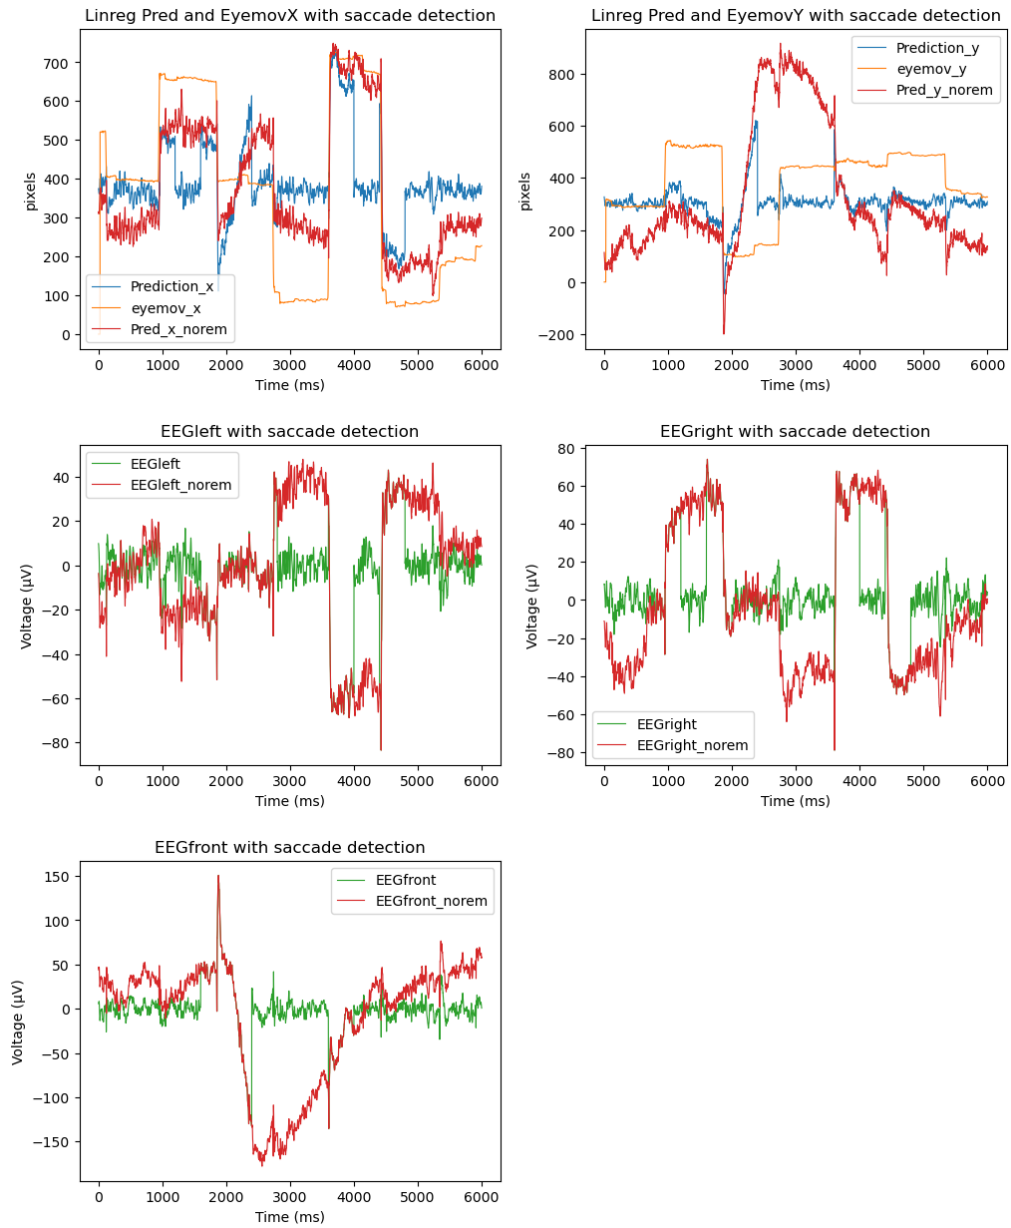 Linreg Pred and EyemovX with saccade detection
pixels
700
600
500
400
300
200
100
0
Prediction_x
eyemov_x
Pred_x_norem
0 1000 2000 3000 4000 5000 6000
Time (ms)
Linreg Pred and EyemovY with saccade detection
pixels
800
600
400
200
0
−200
Prediction_y
eyemov_y
Pred_y_norem
0 1000 2000 3000 4000 5000 6000
Time (ms)
EEGleft with saccade detection
Voltage (µV)
40
20
0
−20
−40
−60
−80
EEGleft
EEGleft_norem
0 1000 2000 3000 4000 5000 6000
Time (ms)
EEGright with saccade detection
Voltage (µV)
80
60
40
20
0
−20
−40
−60
−80
EEGright
EEGright_norem
0 1000 2000 3000 4000 5000 6000
Time (ms)
EEGfront with saccade detection
Voltage (µV)
150
100
50
0
−50
−100
−150
EEGfront
EEGfront_norem
0 1000 2000 3000 4000 5000 6000
Time (ms)